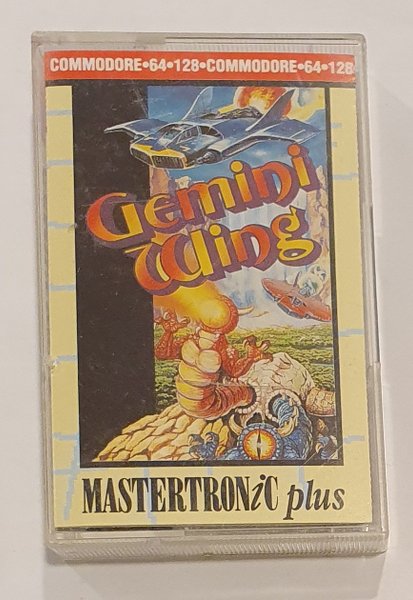 COMMODORE•64•128•COMMODORE•64•128
Gemini
Wing
MASTERTRONiC plus